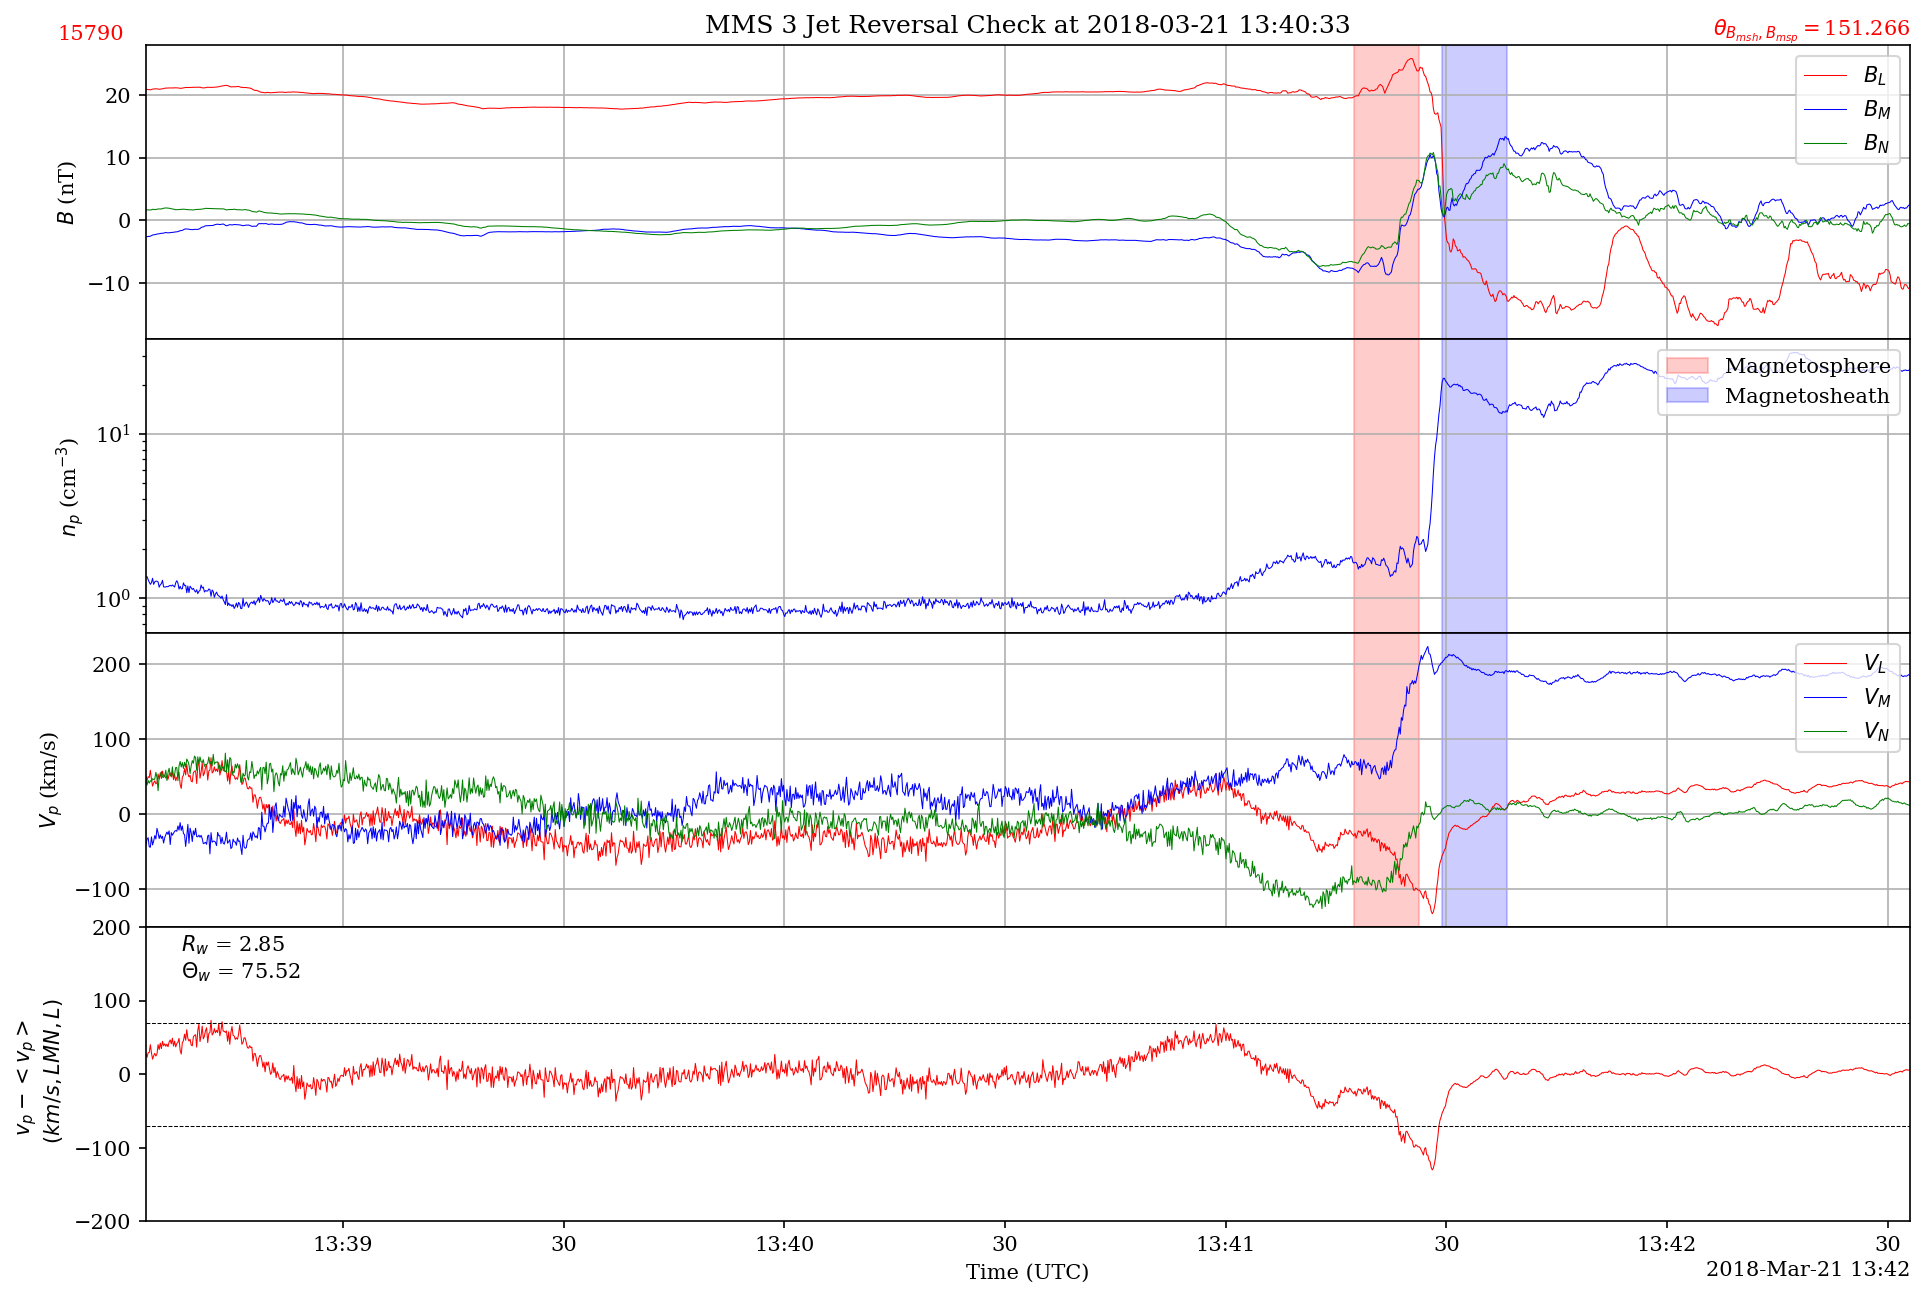 15790
MMS 3 Jet Reversal Check at 2018-03-21 13:40:33
θ_{B_{msh}, B_{msp}} = 151.266
20
10
0
−10
B (nT)
B_L
B_M
B_N
10^1
10^0
n_p (cm^{−3})
Magnetosphere
Magnetosheath
200
100
0
−100
V_p (km/s)
V_L
V_M
V_N
200
100
0
−100
−200
v_p − < v_p >
(km/s, LMN, L)
R_w = 2.85
Θ_w = 75.52
13:39
30
13:40
30
13:41
30
13:42
30
Time (UTC)
2018-Mar-21 13:42